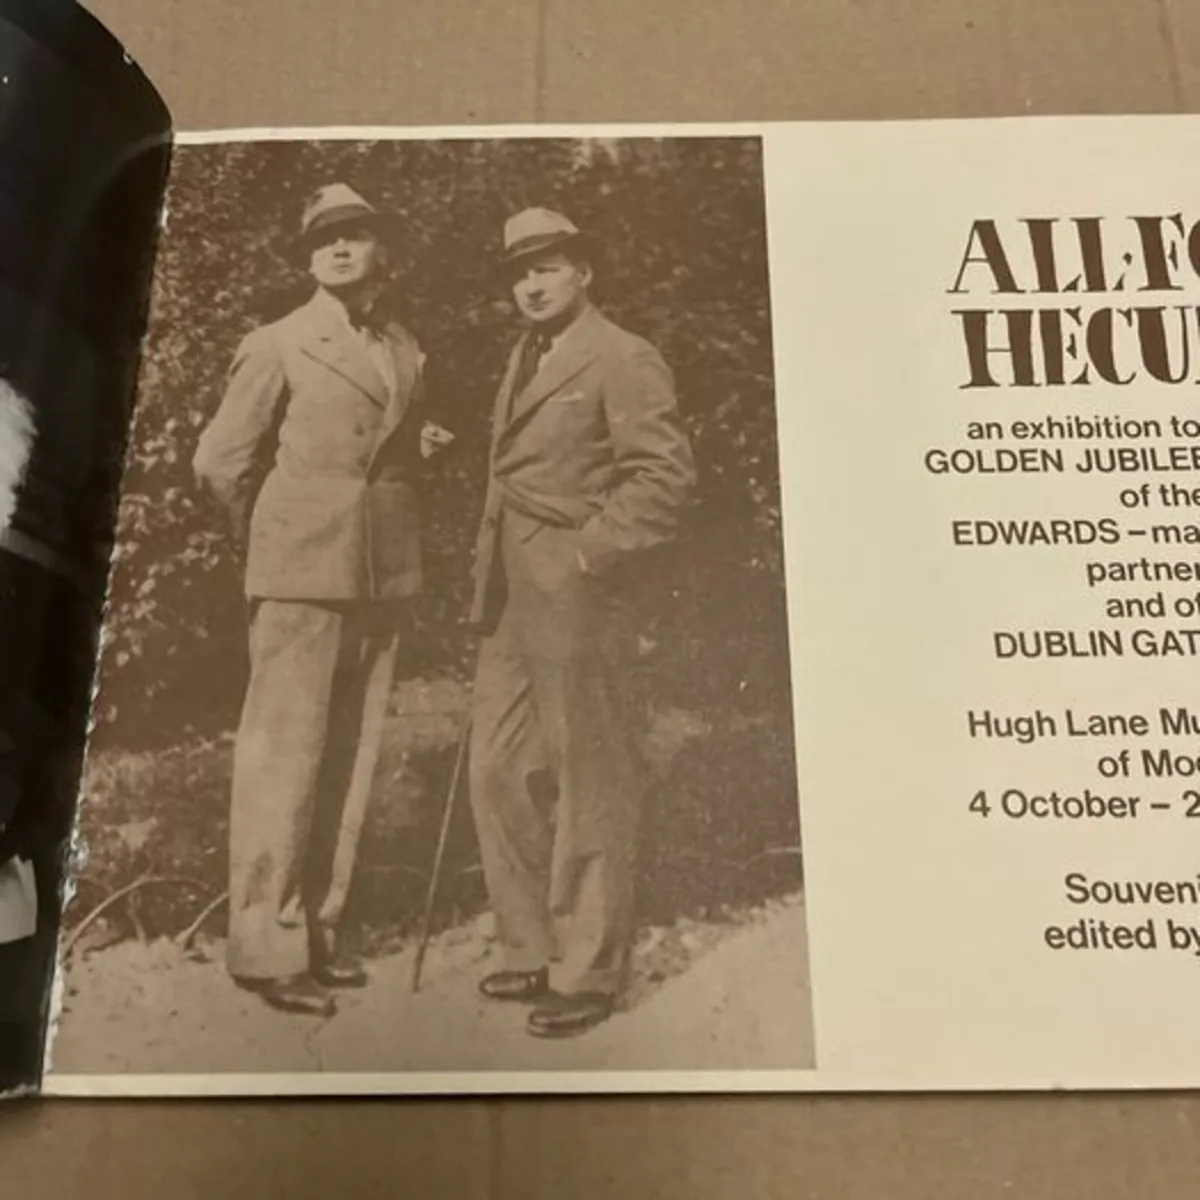 ALL·FO
HECU
an exhibition to
GOLDEN JUBILEE
of the
EDWARDS – ma
partner
and of
DUBLIN GAT
Hugh Lane Mu
of Mod
4 October – 2
Souveni
edited by